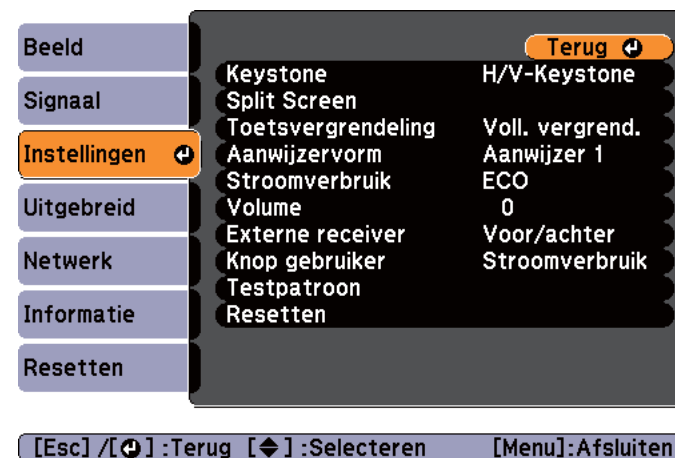 Beeld
Signaal
Instellingen
Uitgebreid
Netwerk
Informatie
Resetten
Terug
Keystone H/V-Keystone
Split Screen
Toetsvergrendeling Voll. vergrend.
Aanwijzervorm Aanwijzer 1
Stroomverbruik ECO
Volume 0
Externe receiver Voor/achter
Knop gebruiker Stroomverbruik
Testpatroon
Resetten
[Esc] /[ ] :Terug [ ] :Selecteren [Menu]:Afsluiten